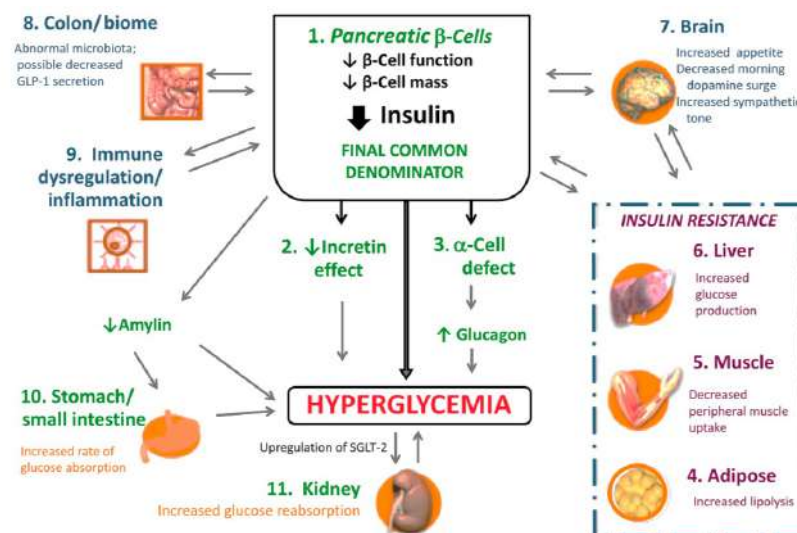 8. Colon/ biome
Abnormal microbiota;
possible decreased
GLP-1 secretion
1. Pancreatic β-Cells
↓ β-Cell function
↓ β-Cell mass
↓ Insulin
FINAL COMMON
DENOMINATOR
7. Brain
Increased appetite
Decreased morning
dopamine surge
Increased sympathetic
tone
9. Immune
dysregulation/
inflammation
2. ↓Incretin
effect
3. α-Cell
defect
↑ Glucagon
↓Amylin
10. Stomach/
small intestine
Increased rate of
glucose absorption
HYPERGLYCEMIA
Upregulation of SGLT-2
11. Kidney
Increased glucose reabsorption
INSULIN RESISTANCE
6. Liver
Increased
glucose
production
5. Muscle
Decreased
peripheral muscle
uptake
4. Adipose
Increased lipolysis